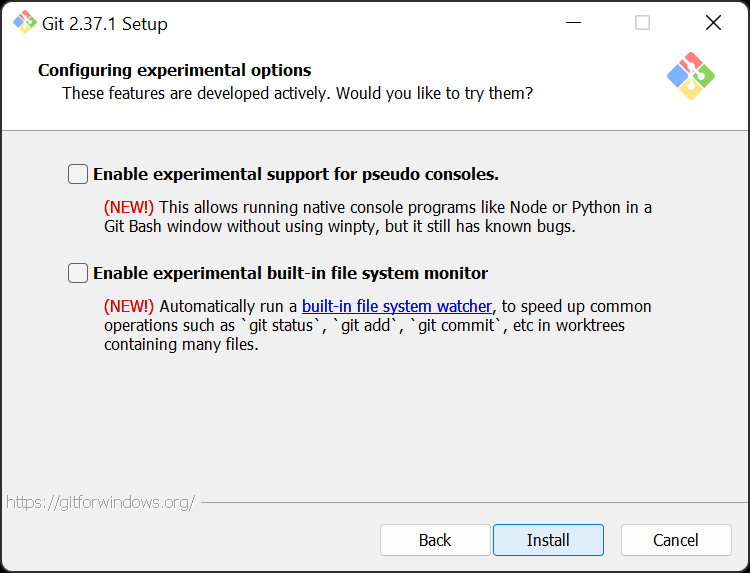 Git 2.37.1 Setup
Configuring experimental options
These features are developed actively. Would you like to try them?
Enable experimental support for pseudo consoles.
(NEW!) This allows running native console programs like Node or Python in a
Git Bash window without using winpty, but it still has known bugs.
Enable experimental built-in file system monitor
(NEW!) Automatically run a built-in file system watcher, to speed up common
operations such as `git status`, `git add`, `git commit`, etc in worktrees
containing many files.
https://gitforwindows.org/
Back
Install
Cancel